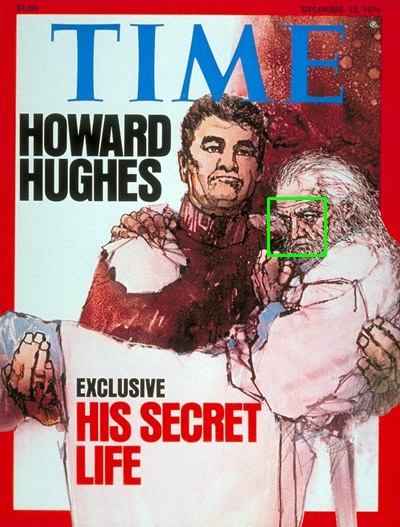 $1.00
DECEMBER 13, 1976
TIME
HOWARD
HUGHES
EXCLUSIVE
HIS SECRET
LIFE